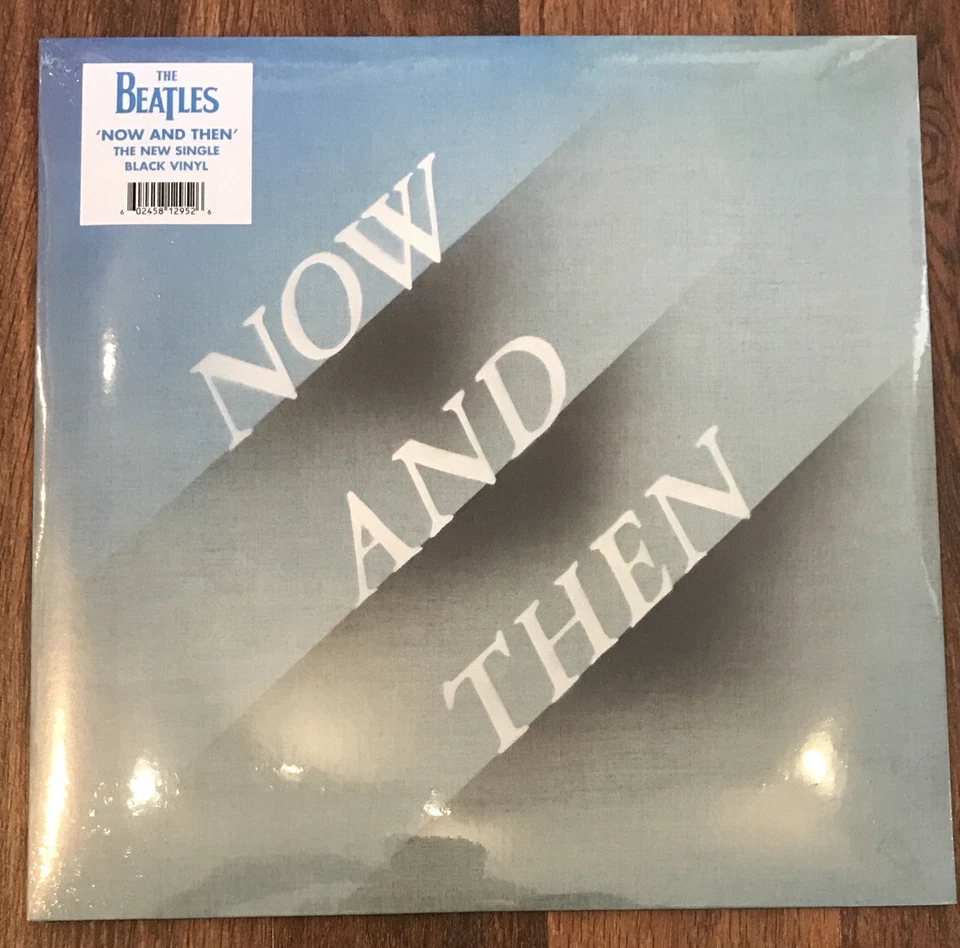 THE
BEATLES
'NOW AND THEN'
THE NEW SINGLE
BLACK VINYL
6 02458 12952 6
NOW
AND
THEN